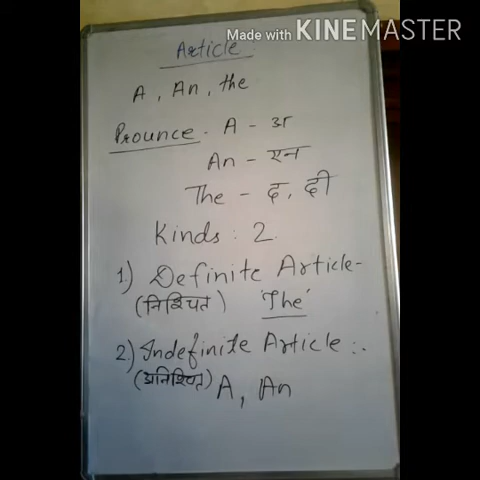 Made with KINEMASTER
Article :
A, An, the
Prounce. A - अ
An - एन
The - द, दी
Kinds : 2
1.) Definite Article -
(निश्चित) 'The'
2.) Indefinite Article :.
(अनिश्चित) A, An